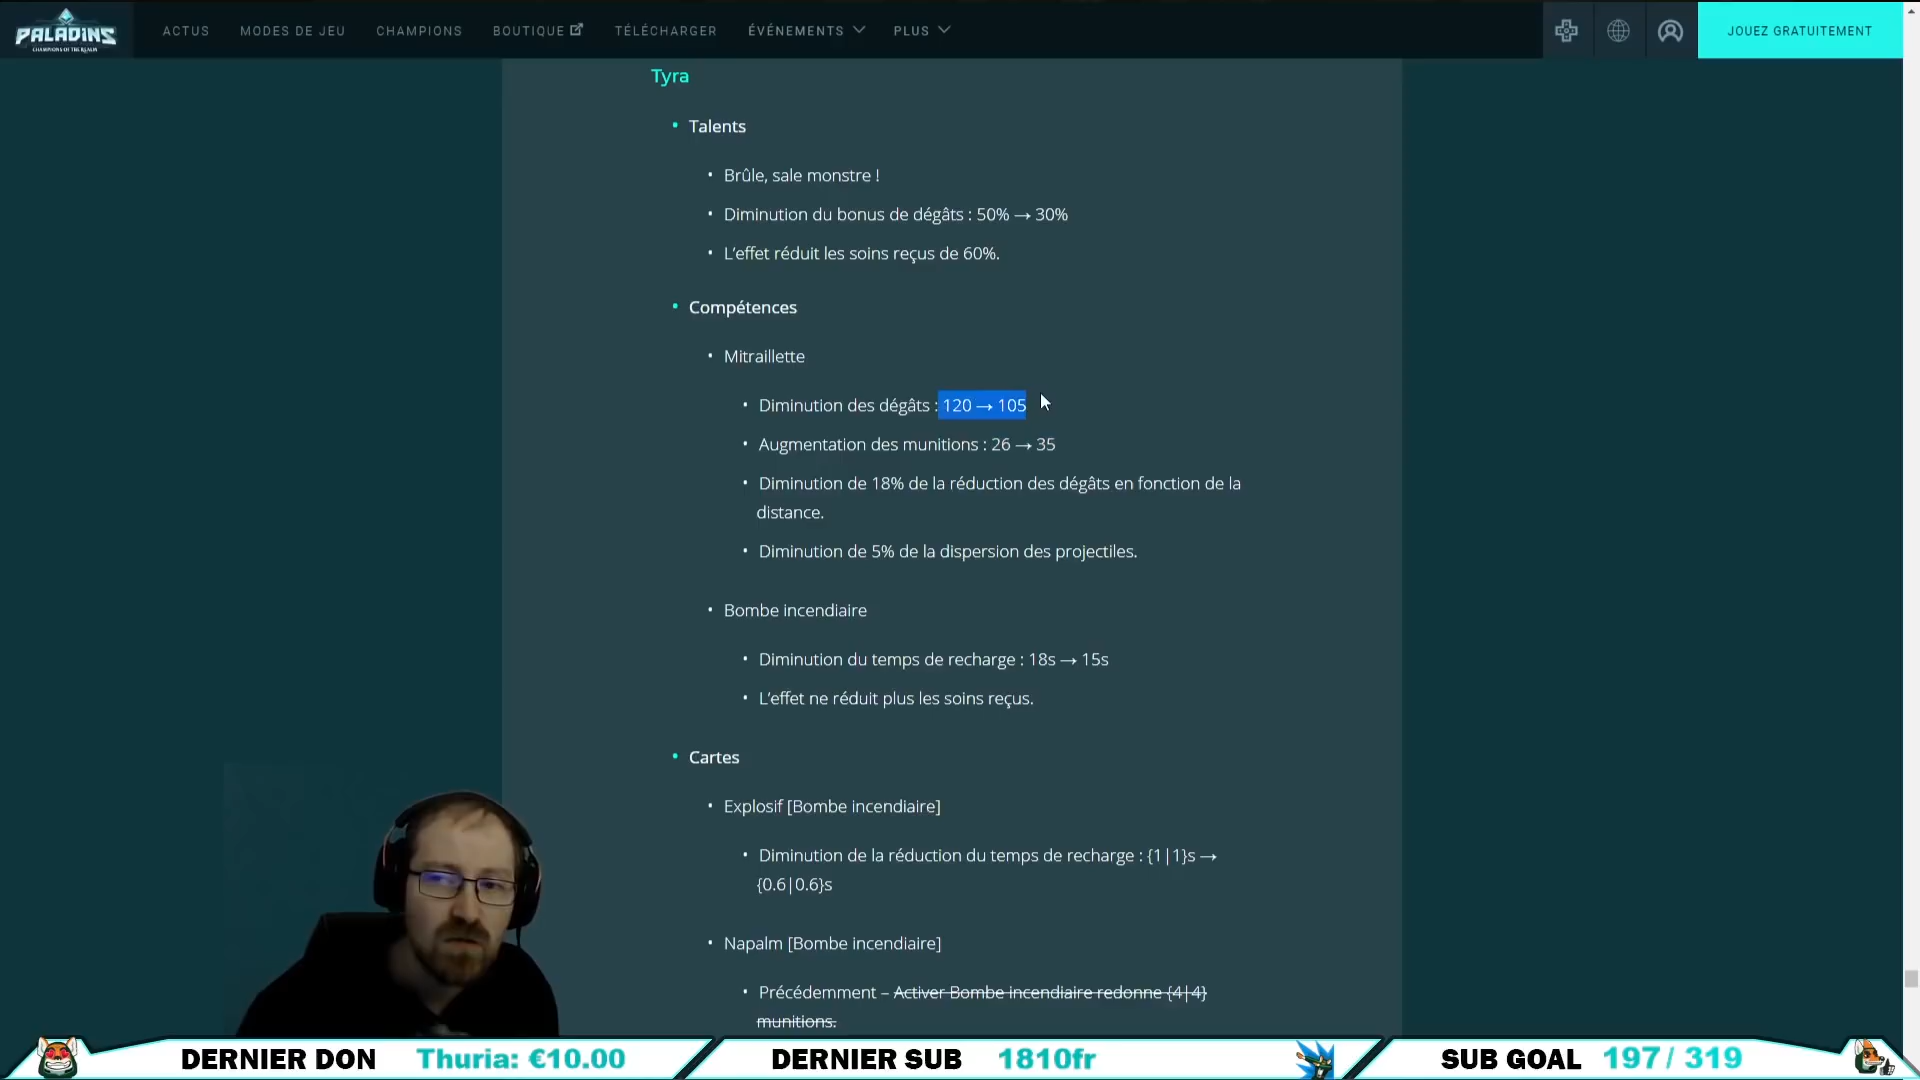 PALADINS
CHAMPIONS OF THE REALM
ACTUS
MODES DE JEU
CHAMPIONS
BOUTIQUE
TÉLÉCHARGER
ÉVÉNEMENTS
PLUS
JOUEZ GRATUITEMENT
Tyra
• Talents
• Brûle, sale monstre !
• Diminution du bonus de dégâts : 50% → 30%
• L’effet réduit les soins reçus de 60%.
• Compétences
• Mitraillette
• Diminution des dégâts : 120 → 105
• Augmentation des munitions : 26 → 35
• Diminution de 18% de la réduction des dégâts en fonction de la
distance.
• Diminution de 5% de la dispersion des projectiles.
• Bombe incendiaire
• Diminution du temps de recharge : 18s → 15s
• L’effet ne réduit plus les soins reçus.
• Cartes
• Explosif [Bombe incendiaire]
• Diminution de la réduction du temps de recharge : {1|1}s →
{0.6|0.6}s
• Napalm [Bombe incendiaire]
• Précédemment – Activer Bombe incendiaire redonne {4|4}
munitions.
DERNIER DON Thuria: €10.00
DERNIER SUB 1810fr
SUB GOAL 197 / 319